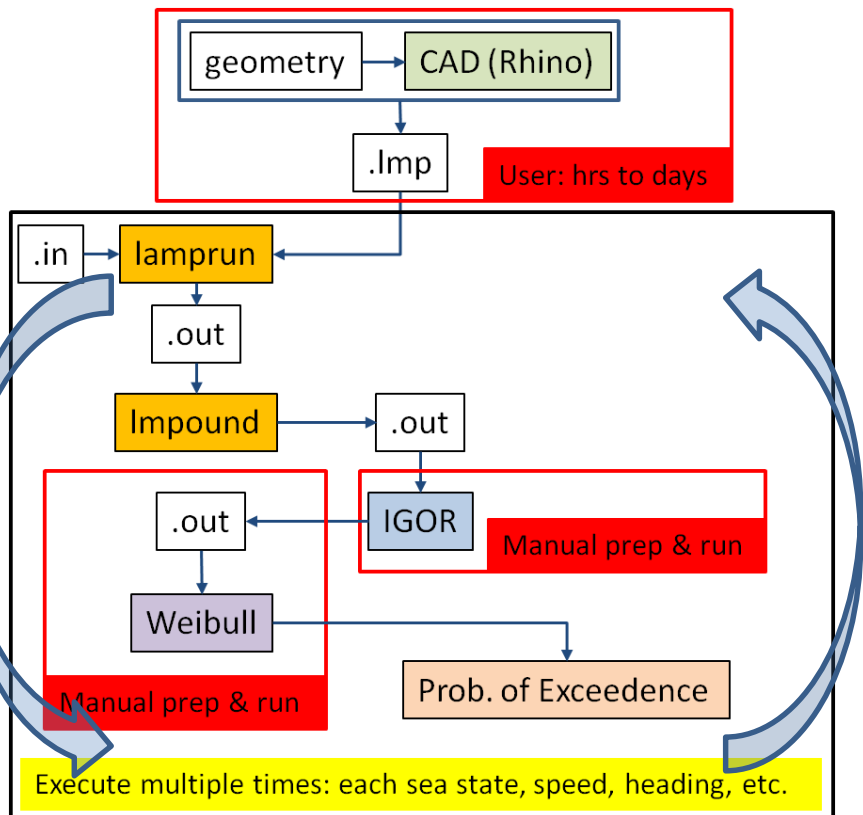 geometry
CAD (Rhino)
.lmp
User: hrs to days
.in
lamprun
.out
lmpound
.out
.out
IGOR
Manual prep & run
Weibull
Manual prep & run
Prob. of Exceedence
Execute multiple times: each sea state, speed, heading, etc.